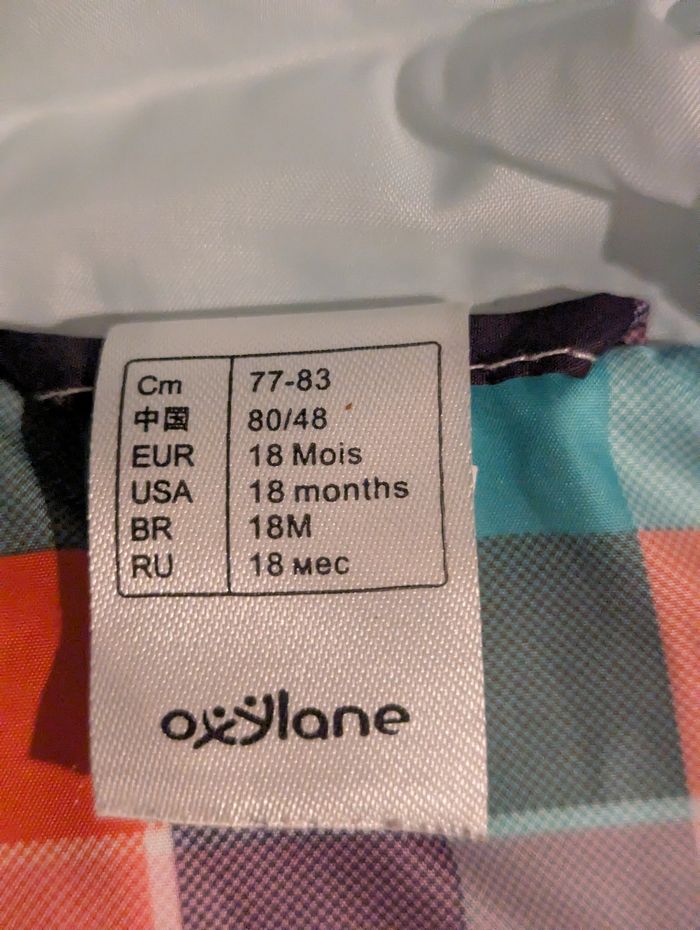 Cm 77-83
中国 80/48
EUR 18 Mois
USA 18 months
BR 18M
RU 18 мес
oxylane